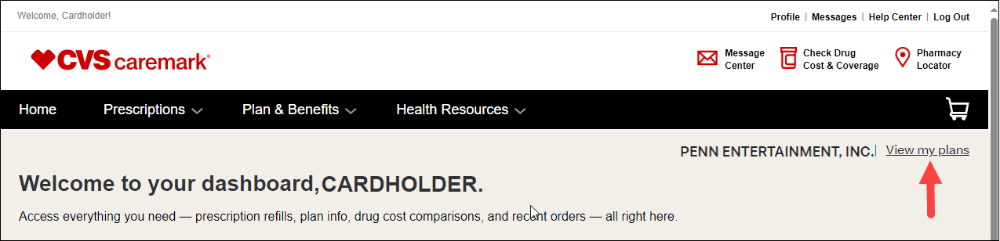 Welcome, Cardholder!
Profile | Messages | Help Center | Log Out
CVS caremark®
Message Center
Check Drug Cost & Coverage
Pharmacy Locator
Home Prescriptions Plan & Benefits Health Resources
PENN ENTERTAINMENT, INC.| View my plans
Welcome to your dashboard,CARDHOLDER.
Access everything you need — prescription refills, plan info, drug cost comparisons, and recent orders — all right here.